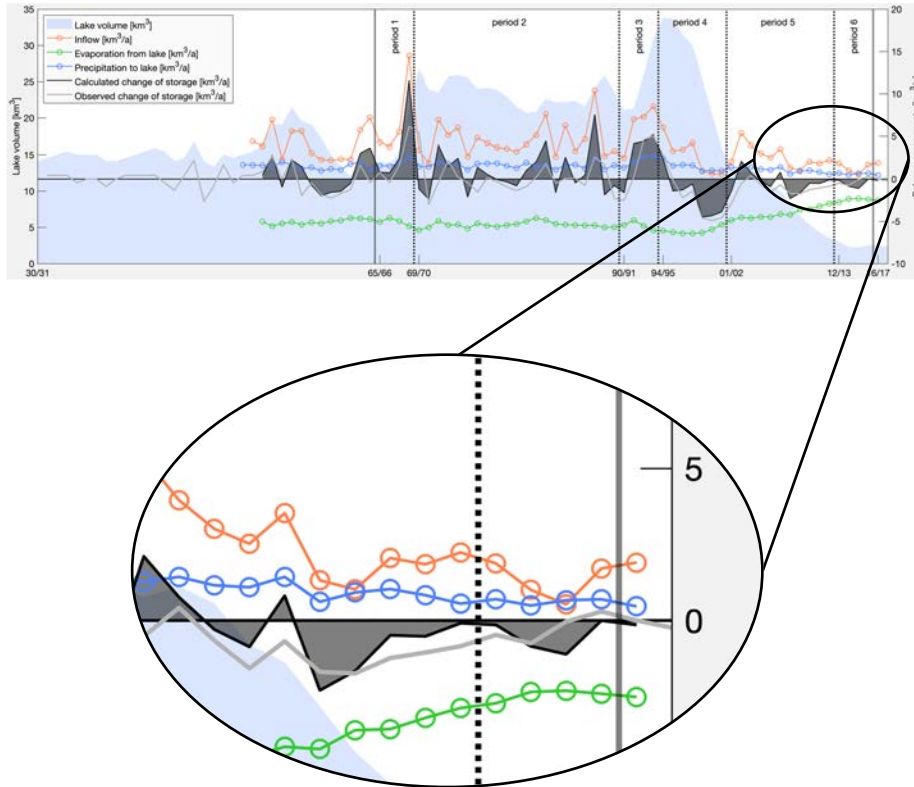 Lake volume [km³]
Inflow [km³/a]
Evaporation from lake [km³/a]
Precipitation to lake [km³/a]
Calculated change of storage [km³/a]
Observed change of storage [km³/a]
period 1
period 2
period 3
period 4
period 5
period 6
Lake volume [km³]
35
30
25
20
15
10
5
0
20
15
10
5
0
-5
-10
30/31
65/66
69/70
90/91
94/95
01/02
12/13
16/17
5
0